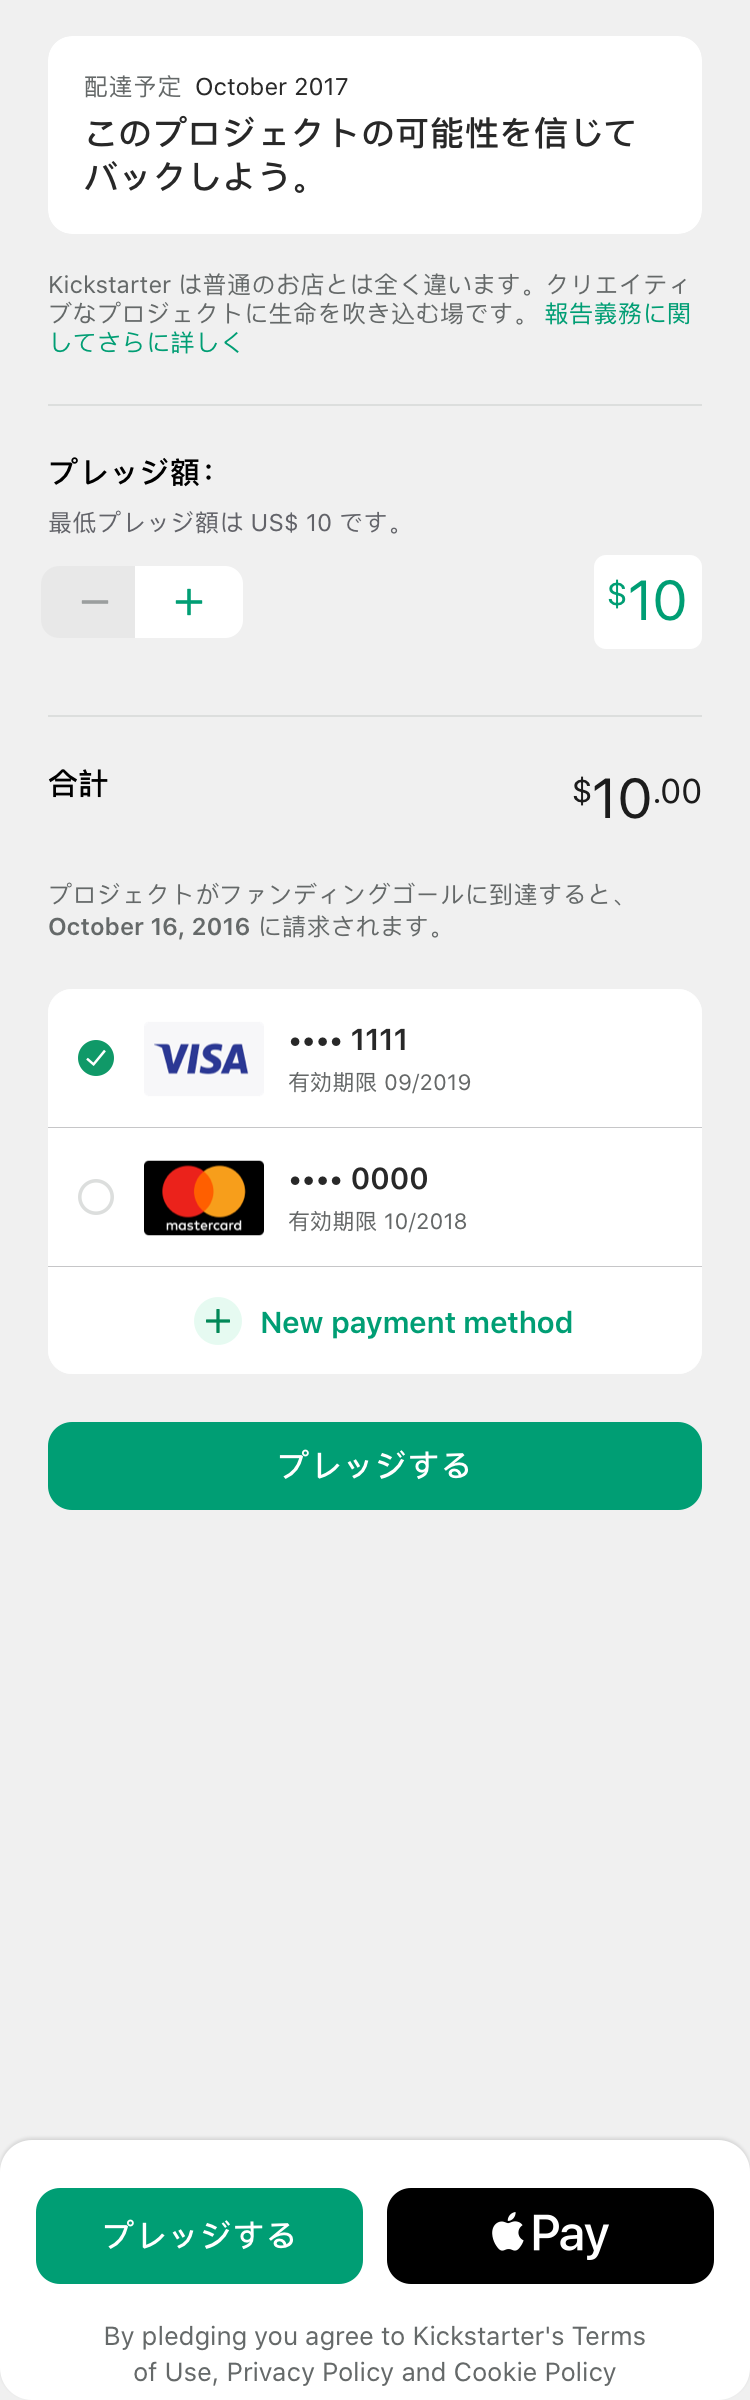 配達予定 October 2017
このプロジェクトの可能性を信じて
バックしよう。
Kickstarter は普通のお店とは全く違います。クリエイティ
ブなプロジェクトに生命を吹き込む場です。 報告義務に関
してさらに詳しく
プレッジ額：
最低プレッジ額は US$ 10 です。
− + $10
合計 $10.00
プロジェクトがファンディングゴールに到達すると、
October 16, 2016 に請求されます。
VISA •••• 1111
有効期限 09/2019
mastercard •••• 0000
有効期限 10/2018
+ New payment method
プレッジする
プレッジする Pay
By pledging you agree to Kickstarter's Terms
of Use, Privacy Policy and Cookie Policy